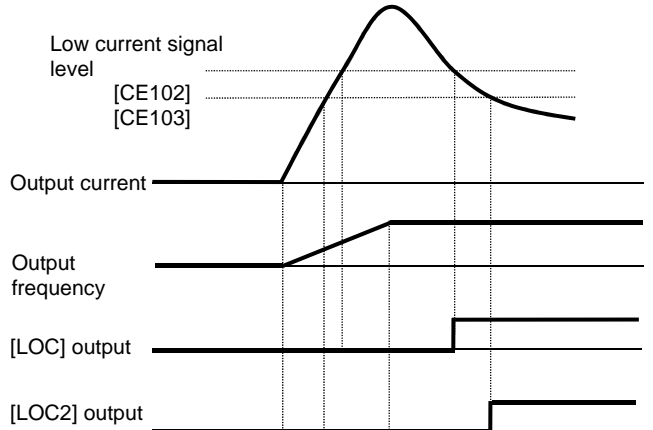 Low current signal
level
[CE102]
[CE103]
Output current
Output
frequency
[LOC] output
[LOC2] output